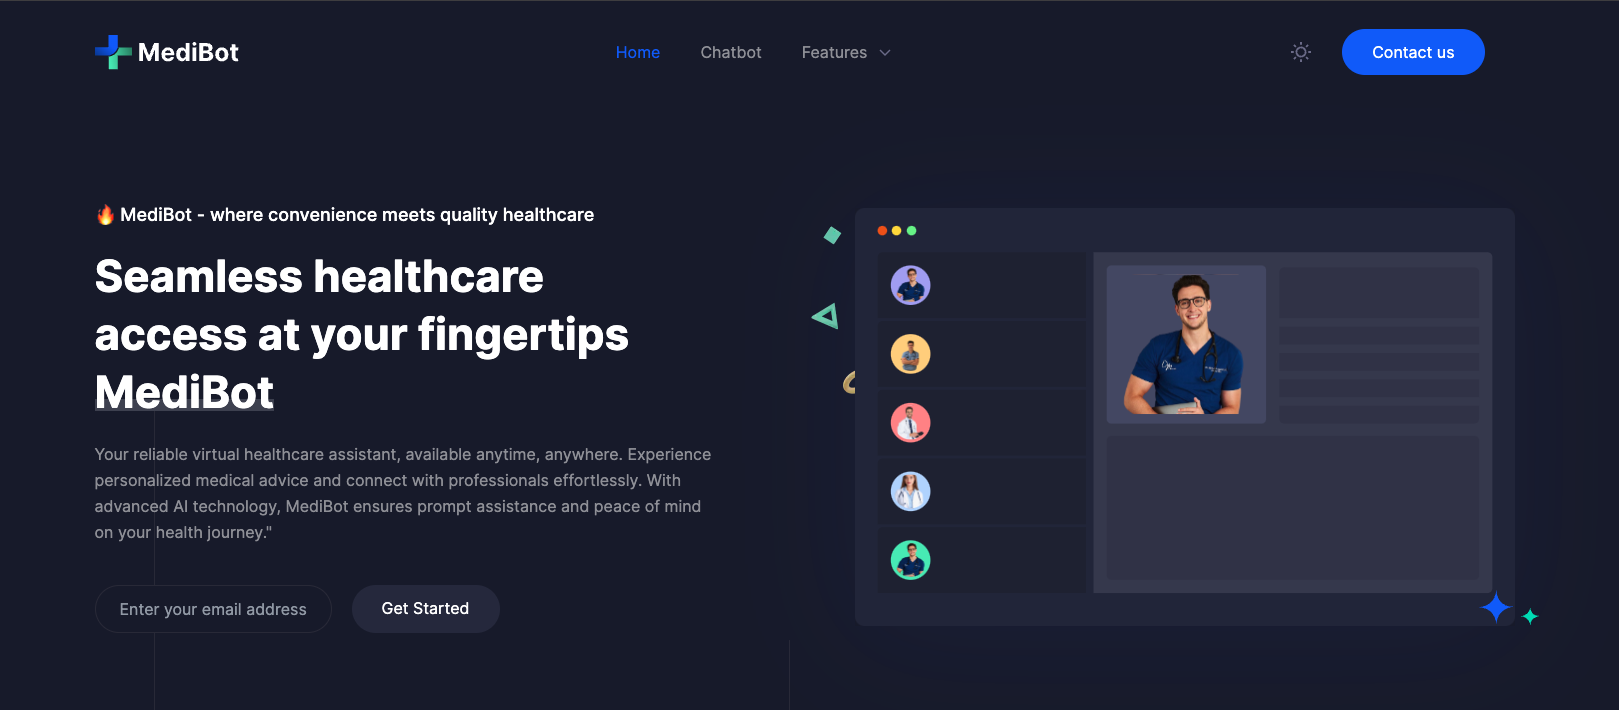 MediBot
Home
Chatbot
Features
Contact us
🔥 MediBot - where convenience meets quality healthcare
Seamless healthcare
access at your fingertips
MediBot
Your reliable virtual healthcare assistant, available anytime, anywhere. Experience
personalized medical advice and connect with professionals effortlessly. With
advanced AI technology, MediBot ensures prompt assistance and peace of mind
on your health journey."
Enter your email address
Get Started